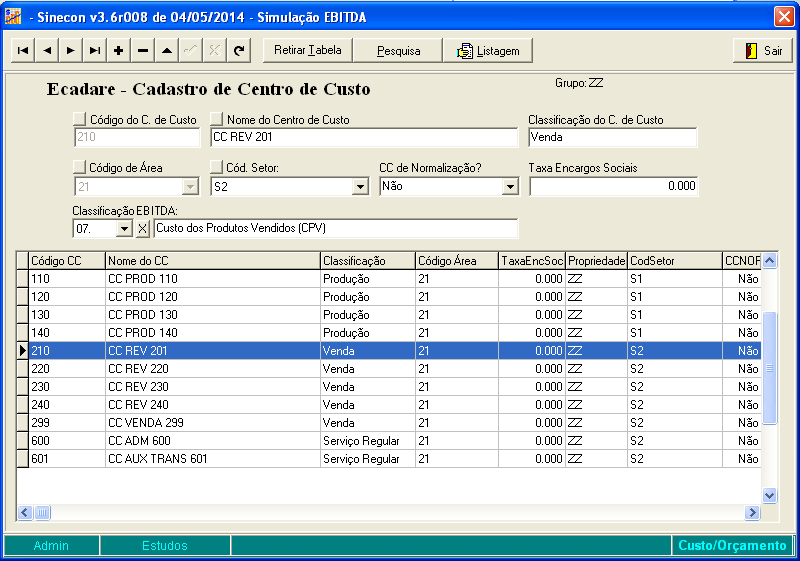 - Sinecon v3.6r008 de 04/05/2014 - Simulação EBITDA
Retirar Tabela Pesquisa Listagem Sair
Ecadare - Cadastro de Centro de Custo Grupo: ZZ
Código do C. de Custo Nome do Centro de Custo Classificação do C. de Custo
210 CC REV 201 Venda
Código de Área Cód. Setor: CC de Normalização? Taxa Encargos Sociais
21 S2 Não 0.000
Classificação EBITDA:
07. X Custo dos Produtos Vendidos (CPV)
Código CC Nome do CC Classificação Código Área TaxaEncSoc Propriedade CodSetor CCNOF
110 CC PROD 110 Produção 21 0.000 ZZ S1 Não
120 CC PROD 120 Produção 21 0.000 ZZ S1 Não
130 CC PROD 130 Produção 21 0.000 ZZ S1 Não
140 CC PROD 140 Produção 21 0.000 ZZ S1 Não
210 CC REV 201 Venda 21 0.000 ZZ S2 Não
220 CC REV 220 Venda 21 0.000 ZZ S2 Não
230 CC REV 230 Venda 21 0.000 ZZ S2 Não
240 CC REV 240 Venda 21 0.000 ZZ S2 Não
299 CC VENDA 299 Venda 21 0.000 ZZ S2 Não
600 CC ADM 600 Serviço Regular 21 0.000 ZZ S2 Não
601 CC AUX TRANS 601 Serviço Regular 21 0.000 ZZ S2 Não
Admin Estudos Custo/Orçamento